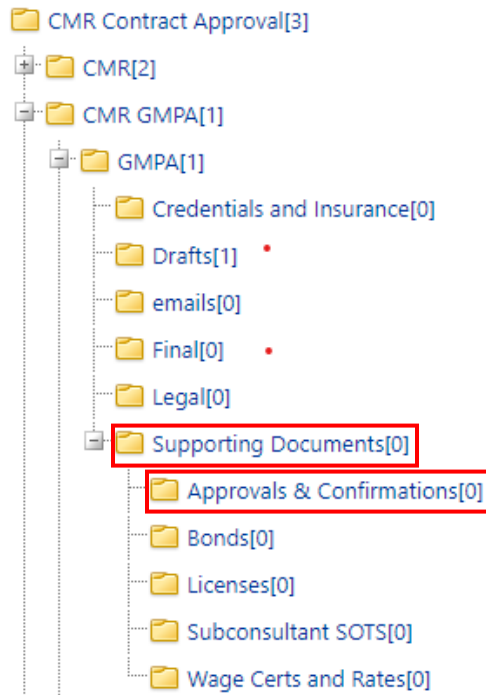 CMR Contract Approval[3]
CMR[2]
CMR GMPA[1]
GMPA[1]
Credentials and Insurance[0]
Drafts[1]
emails[0]
Final[0]
Legal[0]
Supporting Documents[0]
Approvals & Confirmations[0]
Bonds[0]
Licenses[0]
Subconsultant SOTS[0]
Wage Certs and Rates[0]